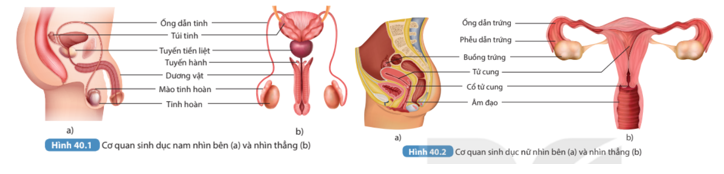 Ống dẫn tinh
Túi tinh
Tuyến tiền liệt
Tuyến hành
Dương vật
Mào tinh hoàn
Tinh hoàn
a)
b)
Hình 40.1 Cơ quan sinh dục nam nhìn bên (a) và nhìn thẳng (b)
Ống dẫn trứng
Phễu dẫn trứng
Buồng trứng
Tử cung
Cổ tử cung
Âm đạo
a)
b)
Hình 40.2 Cơ quan sinh dục nữ nhìn bên (a) và nhìn thẳng (b)